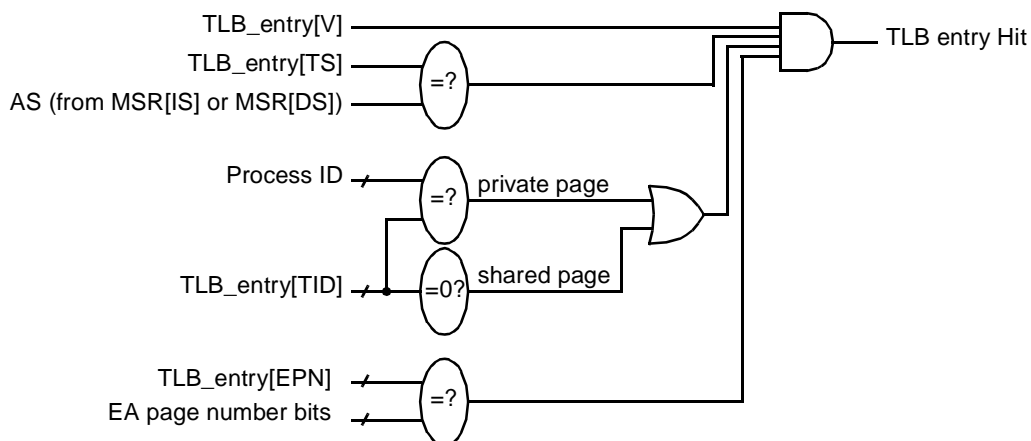 TLB_entry[V]
TLB entry Hit
TLB_entry[TS]
=?
AS (from MSR[IS] or MSR[DS])
Process ID
=?
private page
TLB_entry[TID]
=0?
shared page
TLB_entry[EPN]
=?
EA page number bits